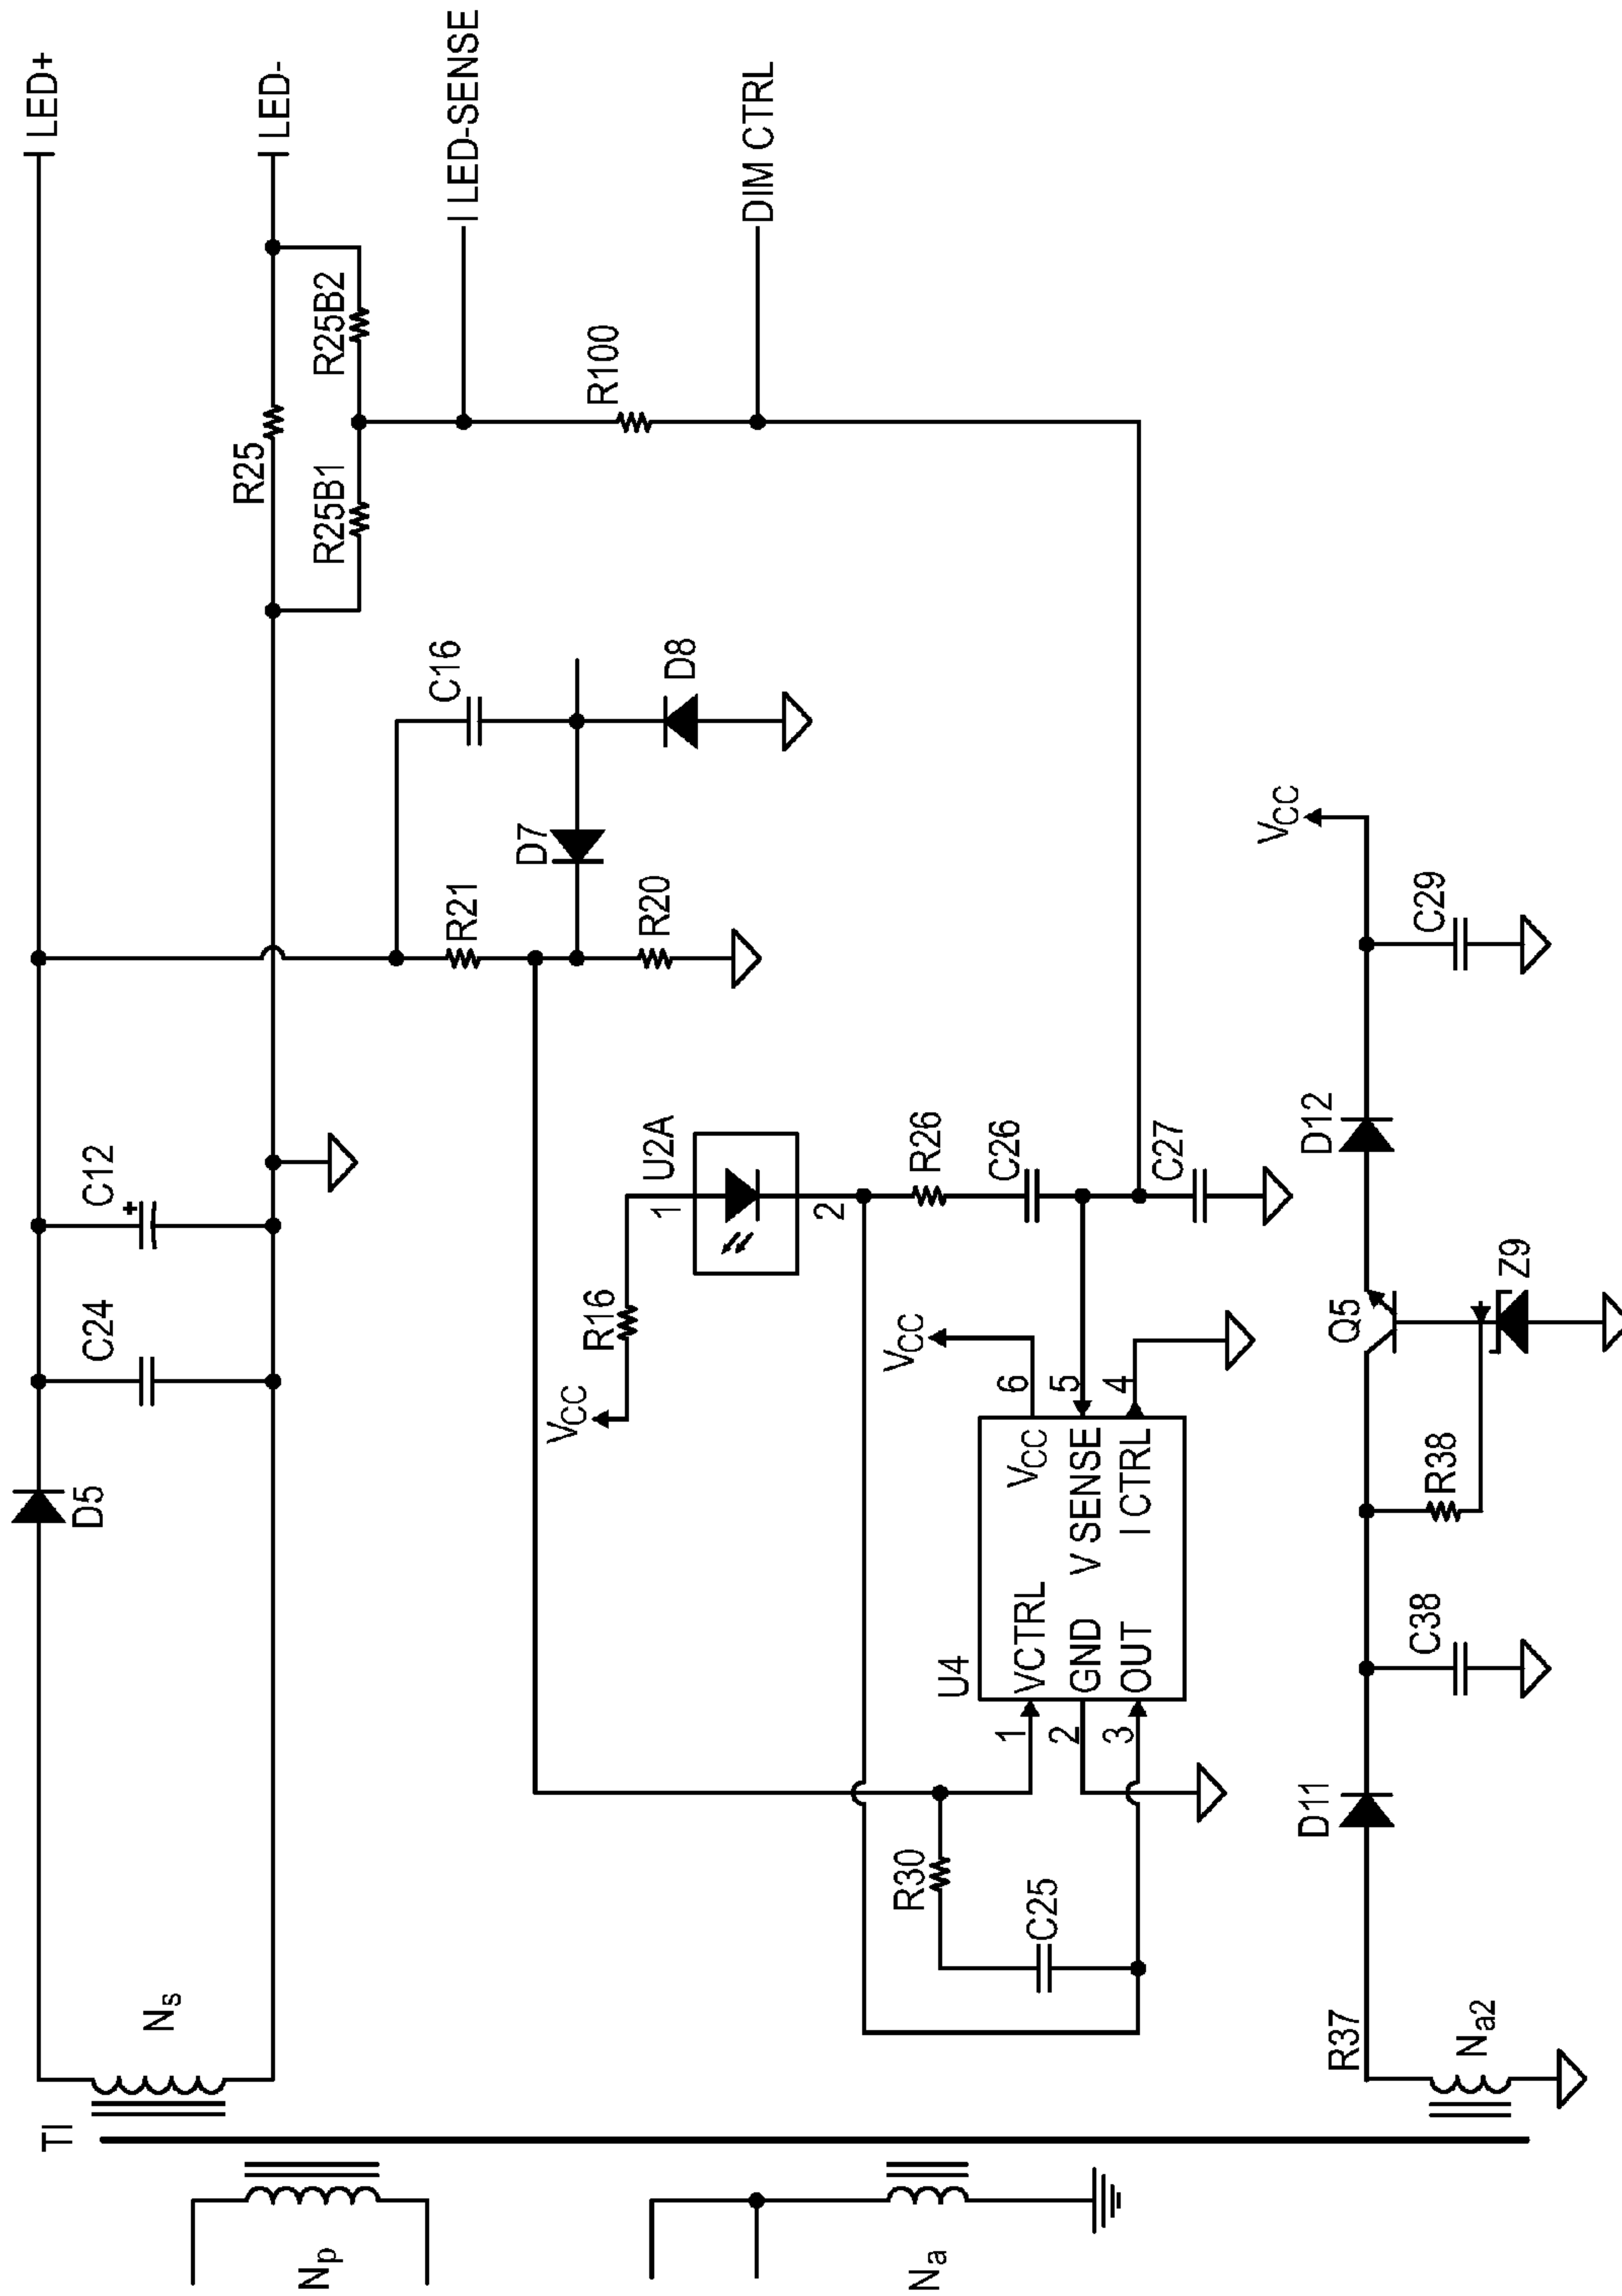 TI
Np
Na
Ns
Na2
D5
C24
C12
LED+
LED-
R25
R25B1
R25B2
I LED-SENSE
R100
DIM CTRL
C16
D8
D7
R21
R20
VCC
R16
U2A
1
2
R26
C26
C27
VCC
U4
1
2
3
VCTRL
GND
OUT
VCC
V SENSE
I CTRL
6
5
4
R30
C25
R37
D11
C38
R38
Q5
Z9
D12
C29
VCC